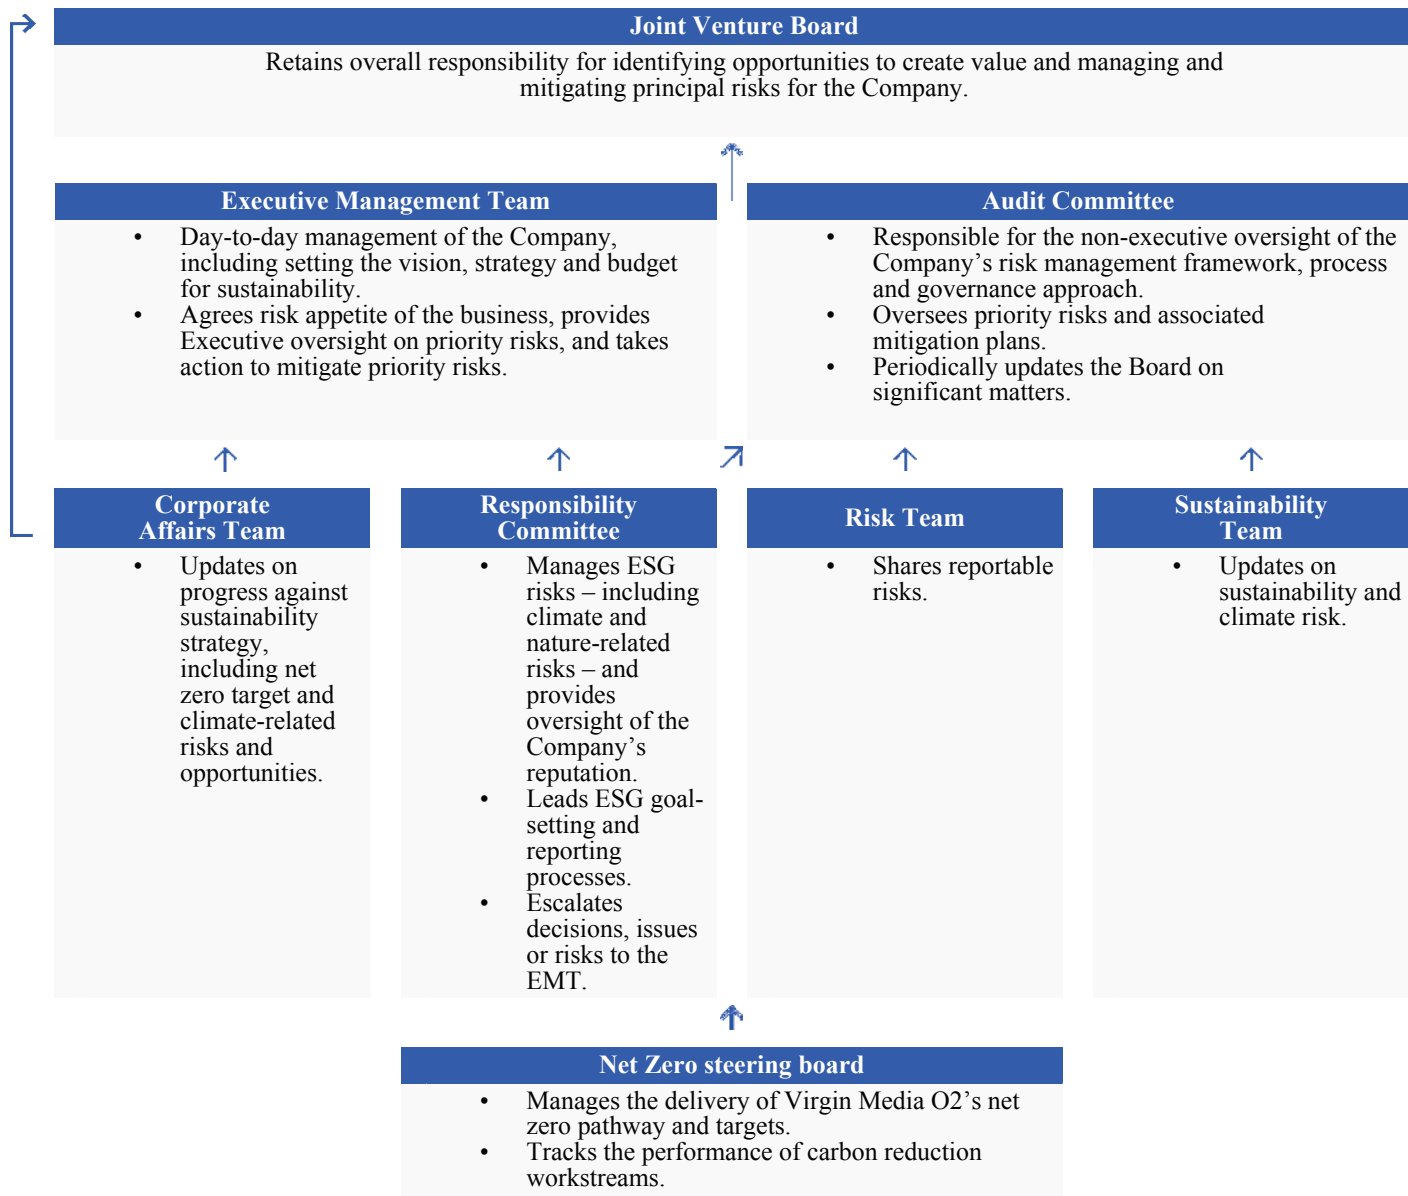 Joint Venture Board
Retains overall responsibility for identifying opportunities to create value and managing and
mitigating principal risks for the Company.
Executive Management Team
• Day-to-day management of the Company,
including setting the vision, strategy and budget
for sustainability.
• Agrees risk appetite of the business, provides
Executive oversight on priority risks, and takes
action to mitigate priority risks.
Audit Committee
• Responsible for the non-executive oversight of the
Company’s risk management framework, process
and governance approach.
• Oversees priority risks and associated
mitigation plans.
• Periodically updates the Board on
significant matters.
Corporate
Affairs Team
• Updates on
progress against
sustainability
strategy,
including net
zero target and
climate-related
risks and
opportunities.
Responsibility
Committee
• Manages ESG
risks – including
climate and
nature-related
risks – and
provides
oversight of the
Company’s
reputation.
• Leads ESG goal-
setting and
reporting
processes.
• Escalates
decisions, issues
or risks to the
EMT.
Risk Team
• Shares reportable
risks.
Sustainability
Team
• Updates on
sustainability and
climate risk.
Net Zero steering board
• Manages the delivery of Virgin Media O2’s net
zero pathway and targets.
• Tracks the performance of carbon reduction
workstreams.